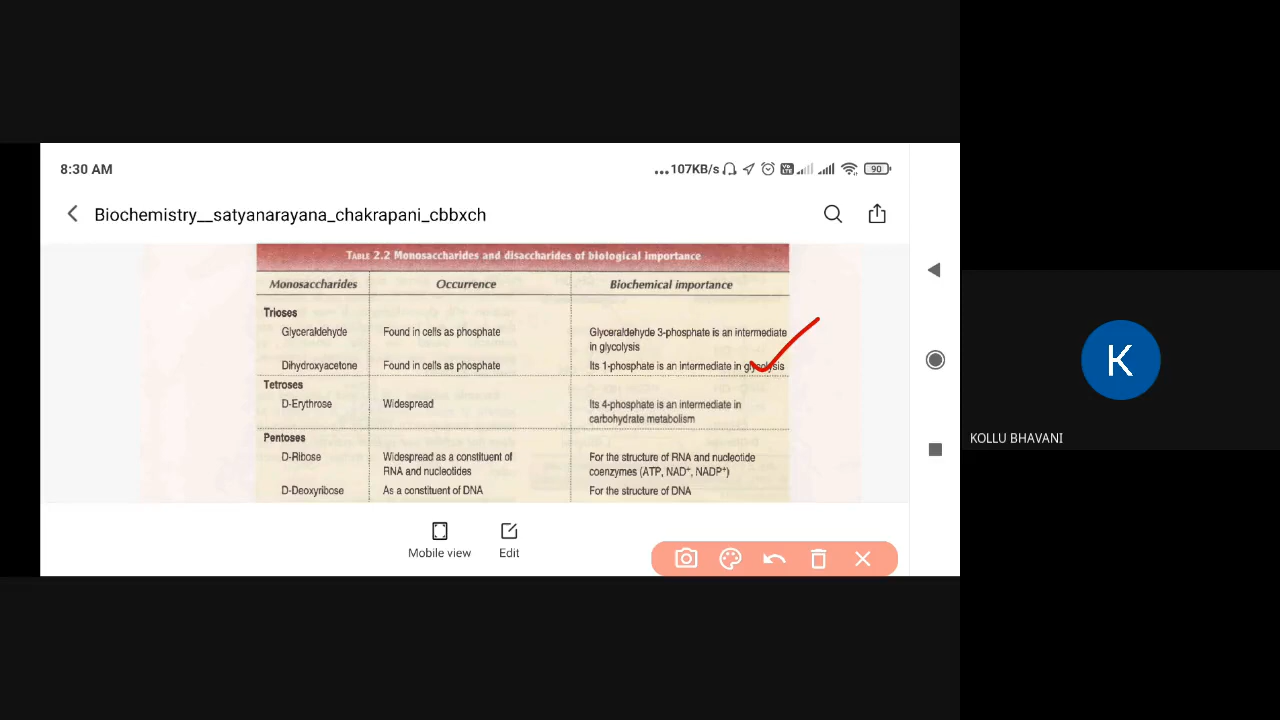 8:30 AM
...107KB/s
90
Biochemistry__satyanarayana_chakrapani_cbbxch
TABLE 2.2 Monosaccharides and disaccharides of biological importance
Monosaccharides Occurrence Biochemical importance
Trioses
Glyceraldehyde Found in cells as phosphate Glyceraldehyde 3-phosphate is an intermediate
in glycolysis
Dihydroxyacetone Found in cells as phosphate Its 1-phosphate is an intermediate in glycolysis
Tetroses
D-Erythrose Widespread Its 4-phosphate is an intermediate in
carbohydrate metabolism
Pentoses
D-Ribose Widespread as a constituent of For the structure of RNA and nucleotide
RNA and nucleotides coenzymes (ATP, NAD⁺, NADP⁺)
D-Deoxyribose As a constituent of DNA For the structure of DNA
Mobile view Edit
K
KOLLU BHAVANI